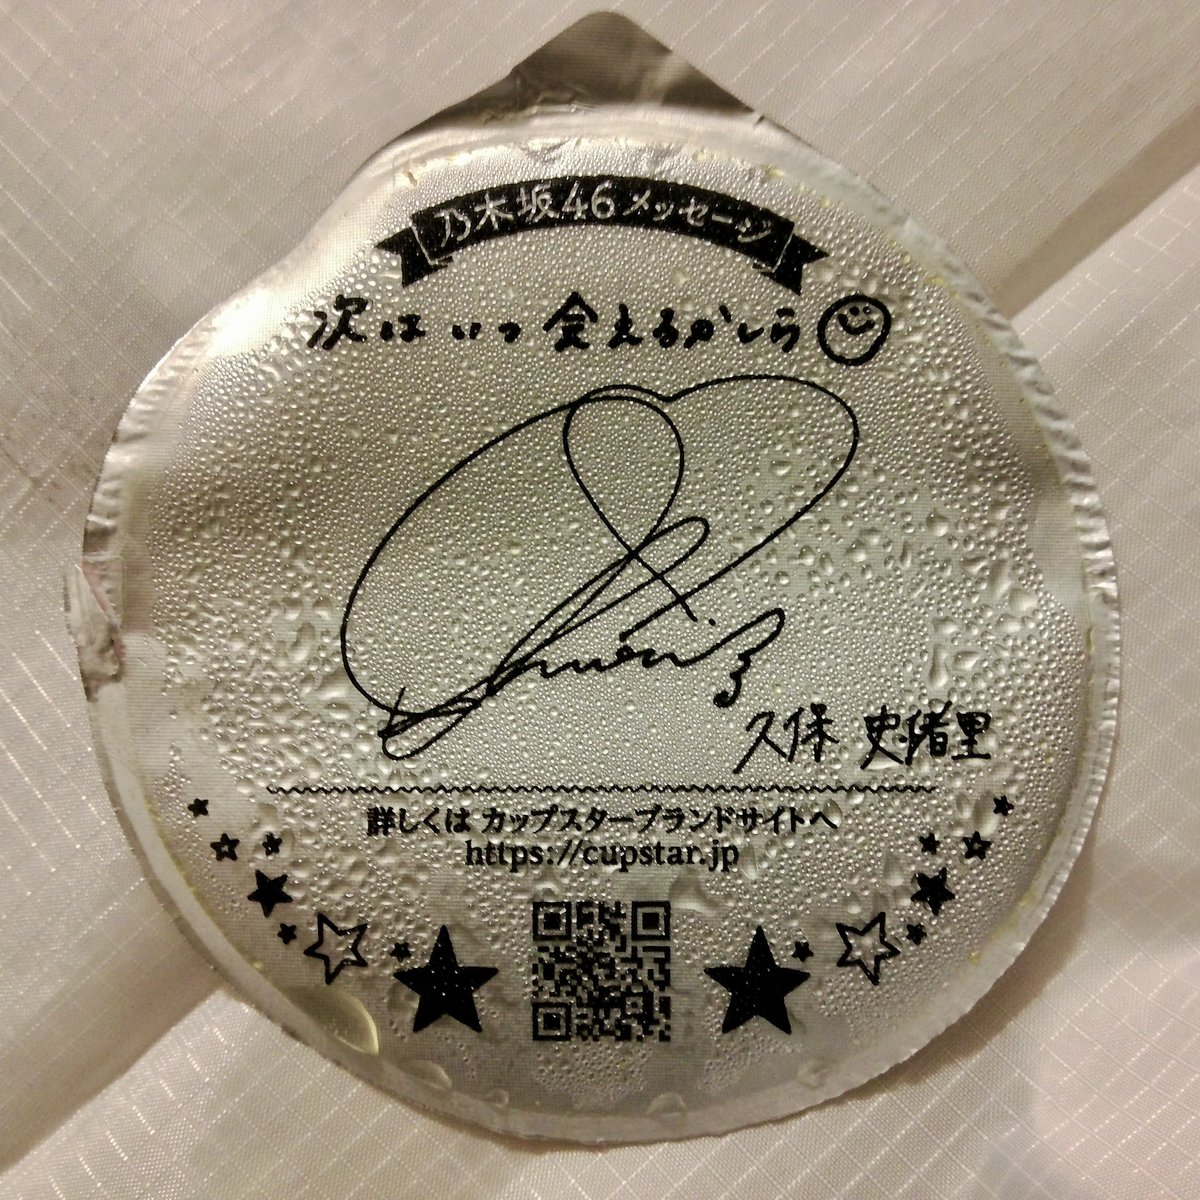 乃木坂46メッセージ
次はいつ会えるかしら
久保 史緒里
詳しくは カップスターブランドサイトへ
https://cupstar.jp